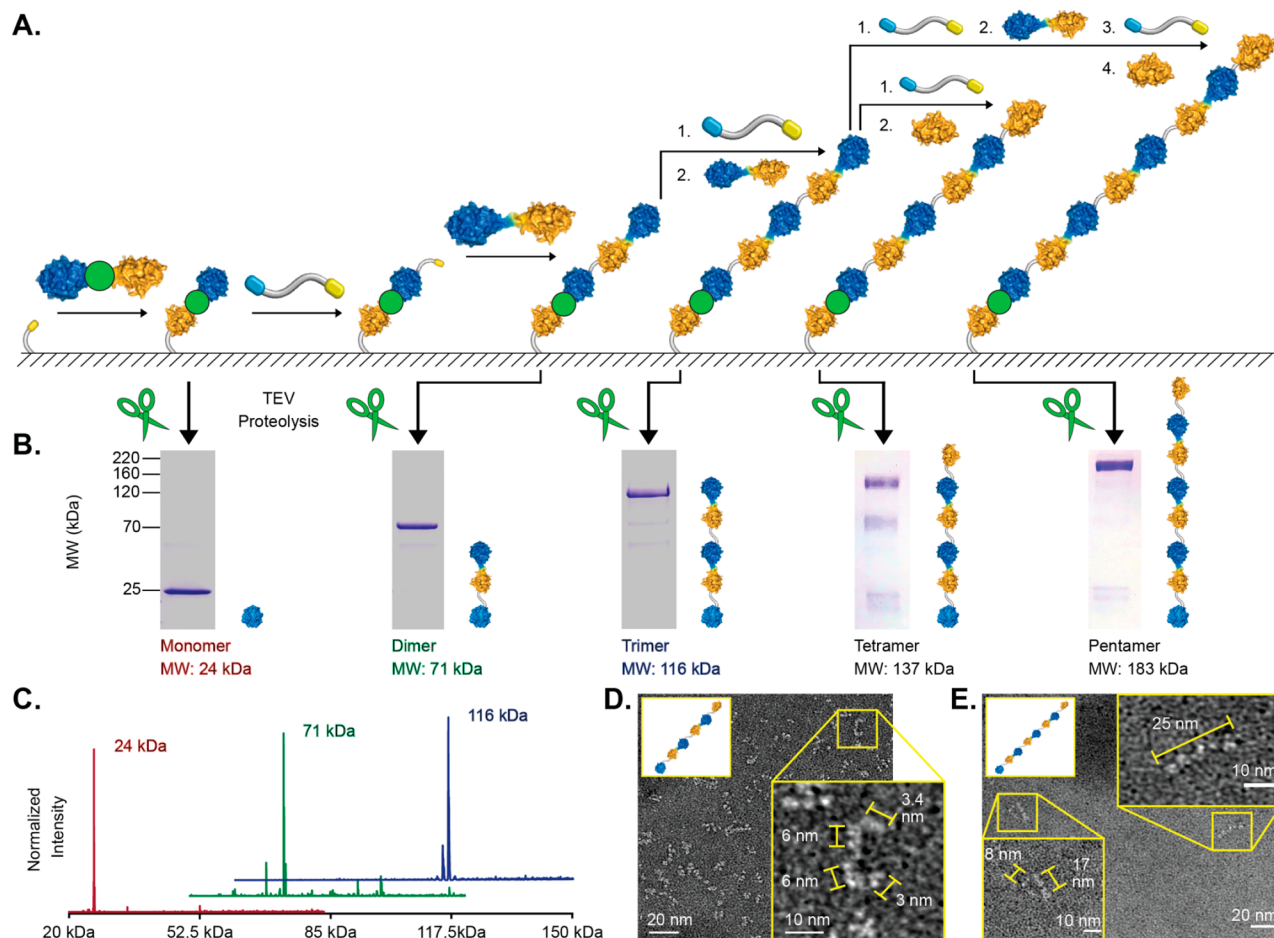 A.
1.
2.
3.
1.
4.
2.
1.
2.
TEV
Proteolysis
B.
MW (kDa)
220
160
120
70
25
Monomer
MW: 24 kDa
Dimer
MW: 71 kDa
Trimer
MW: 116 kDa
Tetramer
MW: 137 kDa
Pentamer
MW: 183 kDa
C.
Normalized
Intensity
24 kDa
71 kDa
116 kDa
20 kDa
52.5 kDa
85 kDa
117.5kDa
150 kDa
D.
3.4
nm
6 nm
6 nm
3 nm
20 nm
10 nm
E.
25 nm
10 nm
8 nm
17
nm
10 nm
20 nm